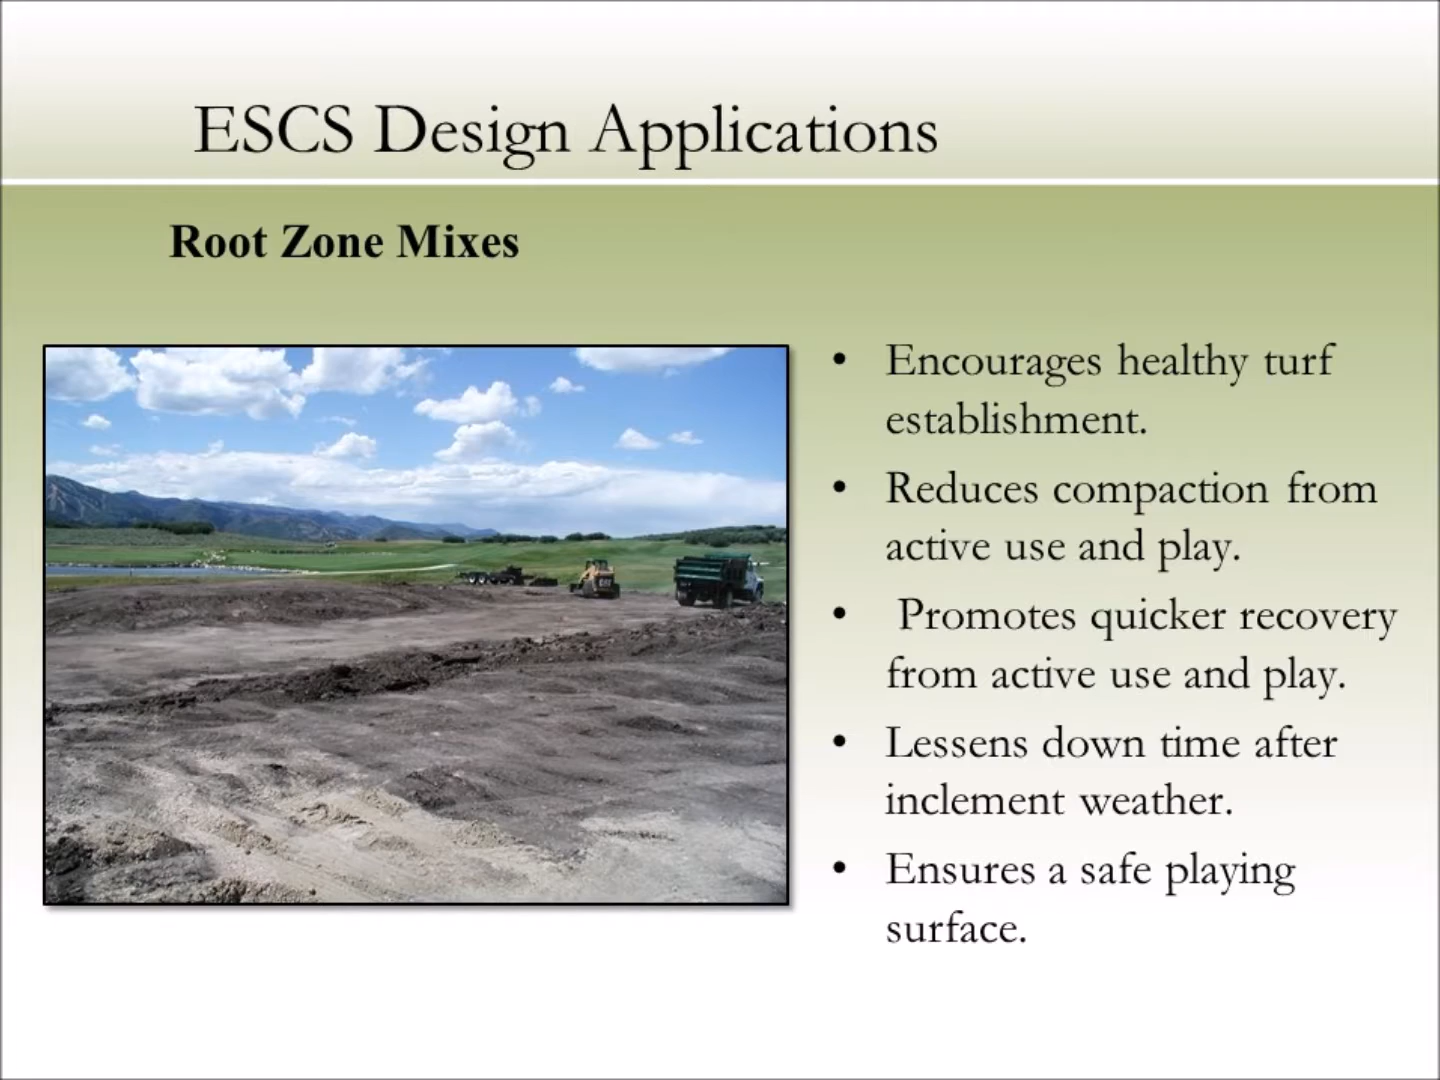 ESCS Design Applications
Root Zone Mixes
• Encourages healthy turf
establishment.
• Reduces compaction from
active use and play.
• Promotes quicker recovery
from active use and play.
• Lessens down time after
inclement weather.
• Ensures a safe playing
surface.